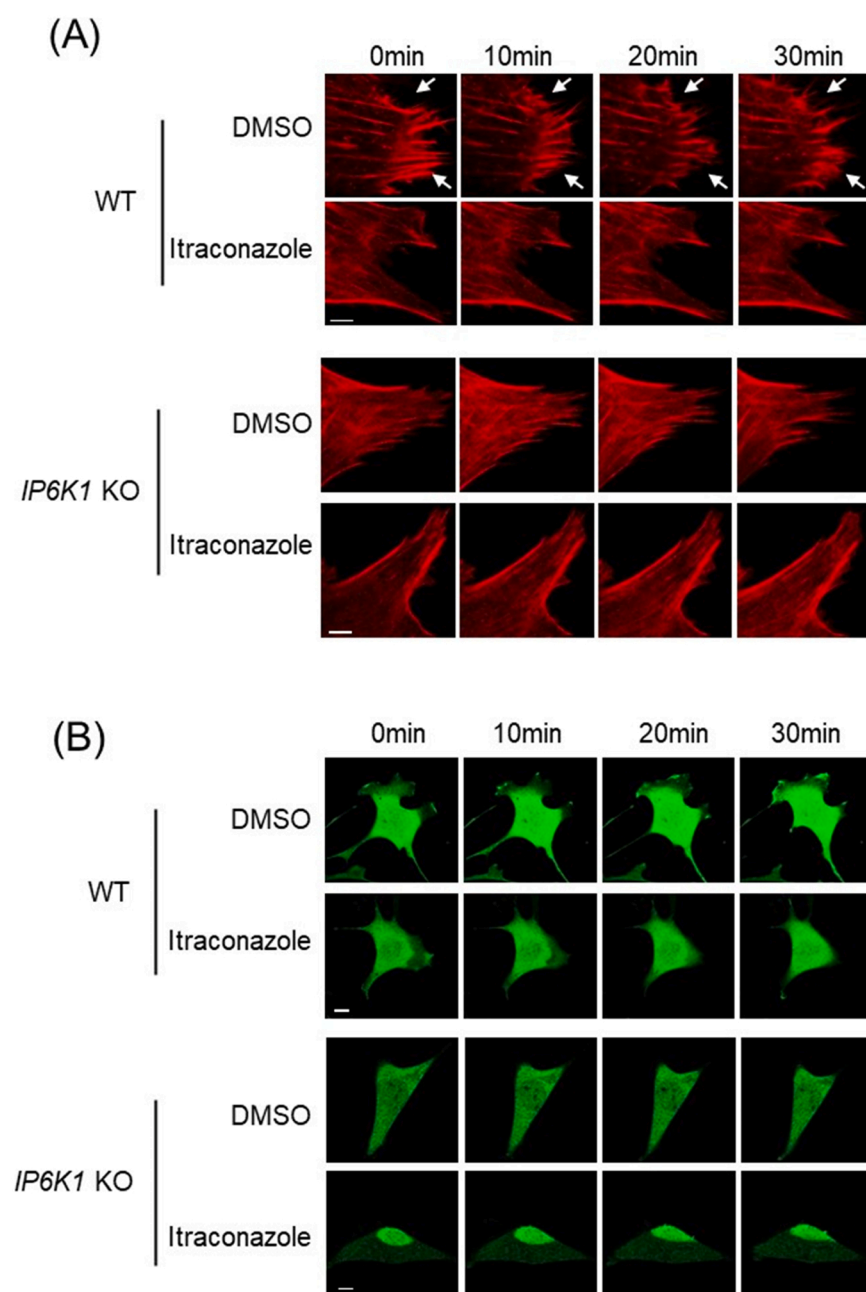 (A)
0min 10min 20min 30min
DMSO
WT
Itraconazole
DMSO
IP6K1 KO
Itraconazole
(B)
0min 10min 20min 30min
DMSO
WT
Itraconazole
DMSO
IP6K1 KO
Itraconazole